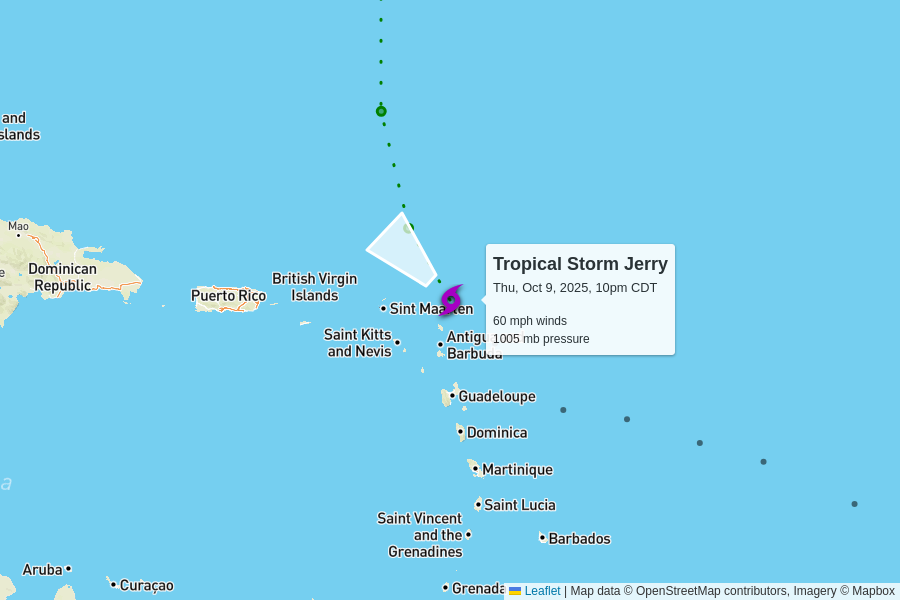 and
slands
Mao
e
Dominican
Republic
Puerto Rico
British Virgin
Islands
Sint Maarten
Saint Kitts
and Nevis
Antigu
Barbuda
Tropical Storm Jerry
Thu, Oct 9, 2025, 10pm CDT
60 mph winds
1005 mb pressure
Guadeloupe
Dominica
Martinique
a
Saint Lucia
Saint Vincent
and the
Grenadines
Barbados
Aruba
Curaçao
Grenada
Leaflet | Map data © OpenStreetMap contributors, Imagery © Mapbox